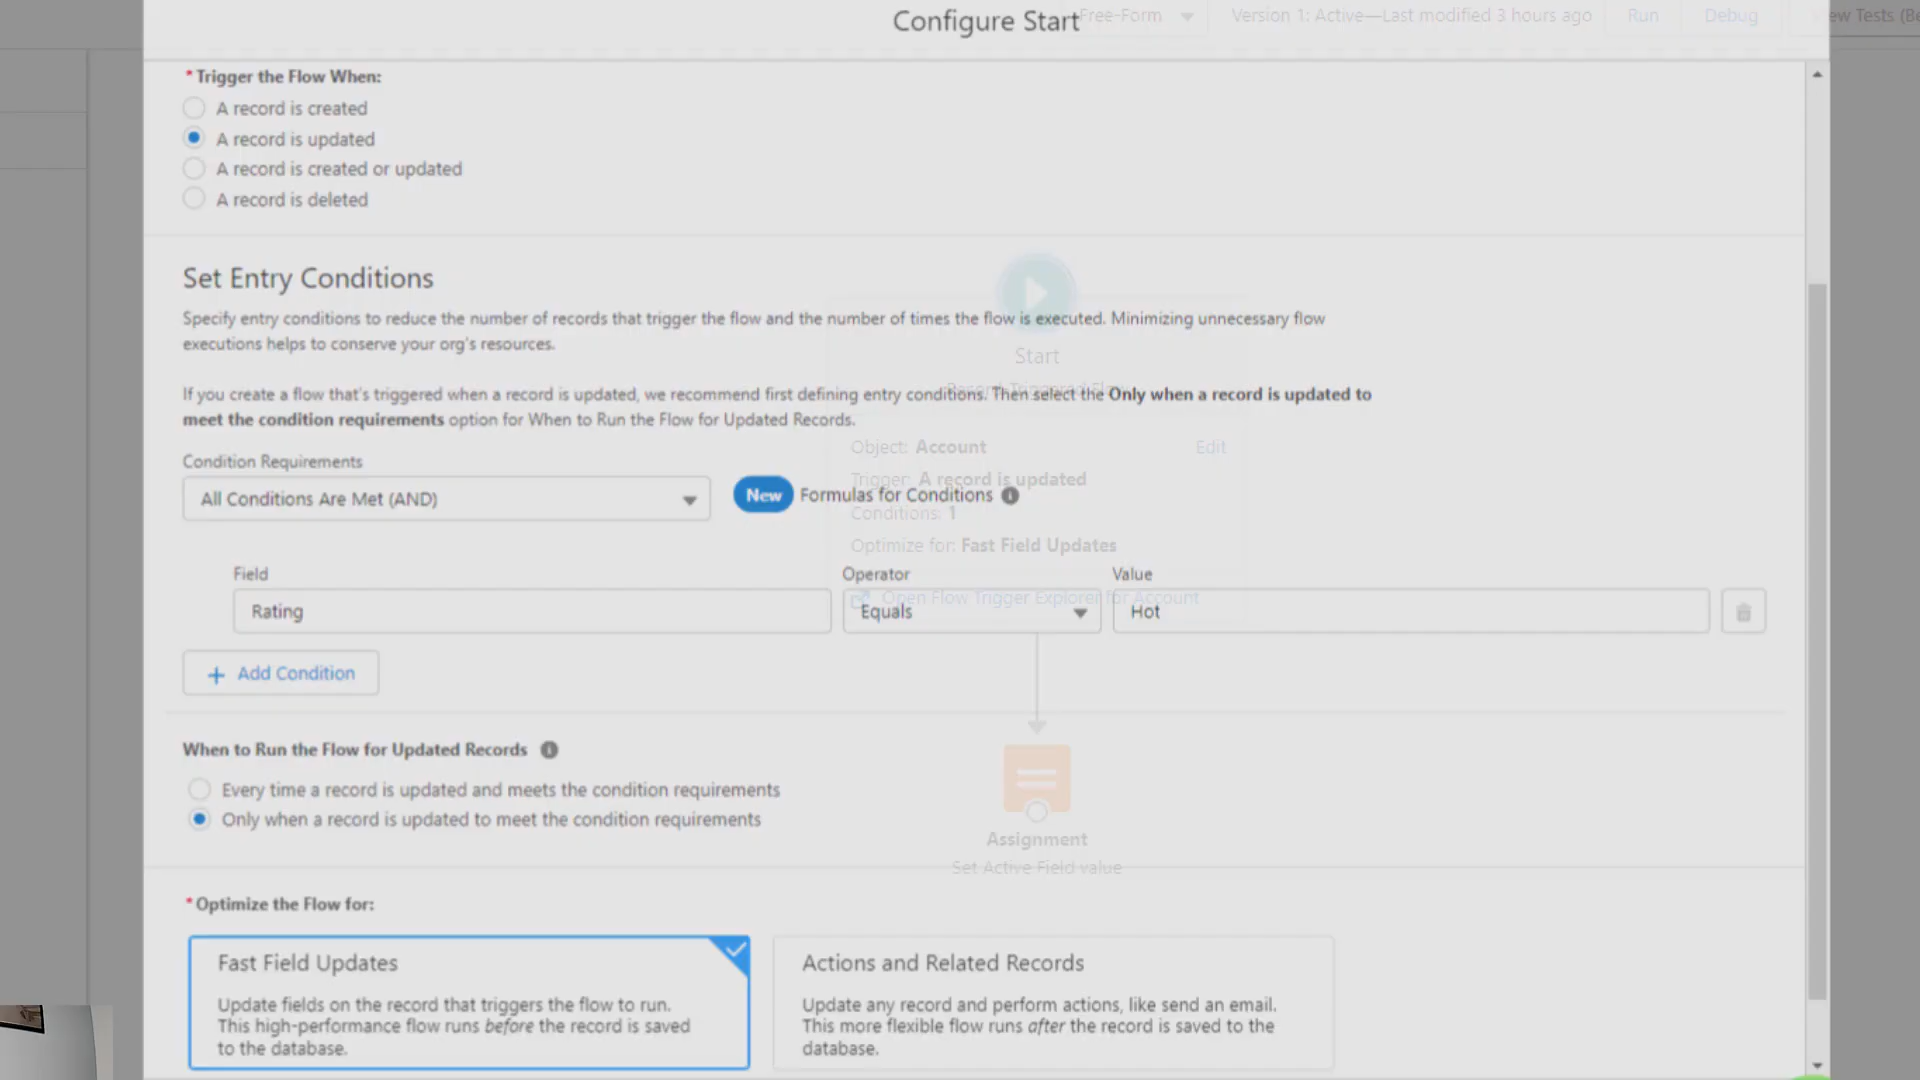 Configure Start
Free-Form
Version 1: Active—Last modified 3 hours ago
Run
Debug
ew Tests (Be
* Trigger the Flow When:
A record is created
A record is updated
A record is created or updated
A record is deleted
Set Entry Conditions
Specify entry conditions to reduce the number of records that trigger the flow and the number of times the flow is executed. Minimizing unnecessary flow
executions helps to conserve your org's resources.
Start
Record-Triggered Flow
If you create a flow that's triggered when a record is updated, we recommend first defining entry conditions. Then select the Only when a record is updated to
meet the condition requirements option for When to Run the Flow for Updated Records.
Object: Account
Edit
Condition Requirements
Trigger: A record is updated
All Conditions Are Met (AND)
New
Formulas for Conditions
Conditions: 1
Optimize for: Fast Field Updates
Field
Operator
Value
Open Flow Trigger Explorer for Account
Rating
Equals
Hot
+ Add Condition
When to Run the Flow for Updated Records
Every time a record is updated and meets the condition requirements
Only when a record is updated to meet the condition requirements
Assignment
Set Active Field value
* Optimize the Flow for:
Fast Field Updates
Update fields on the record that triggers the flow to run.
This high-performance flow runs before the record is saved
to the database.
Actions and Related Records
Update any record and perform actions, like send an email.
This more flexible flow runs after the record is saved to the
database.